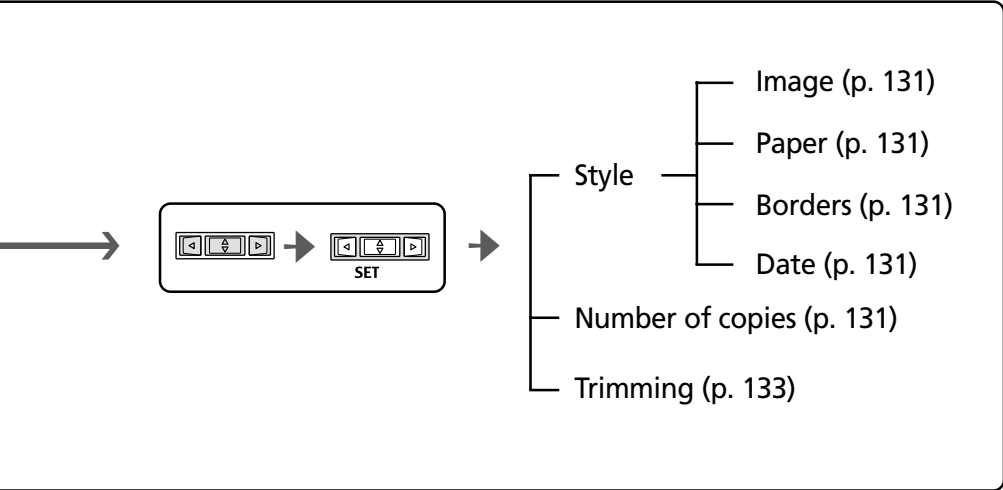 Image (p. 131)
Paper (p. 131)
Style
Borders (p. 131)
Date (p. 131)
SET
Number of copies (p. 131)
Trimming (p. 133)